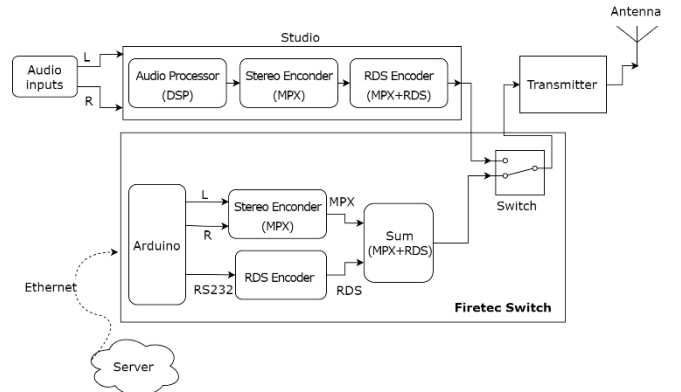 Antenna
Studio
Audio
inputs
L
R
Audio Processor
(DSP)
Stereo Enconder
(MPX)
RDS Encoder
(MPX+RDS)
Transmitter
Switch
Arduino
L
R
Stereo Enconder
(MPX)
MPX
Sum
(MPX+RDS)
RS232
RDS Encoder
RDS
Ethernet
Firetec Switch
Server